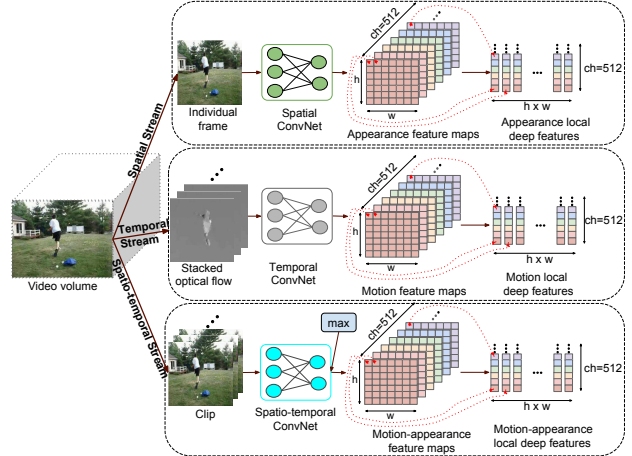 Spatial Stream
Temporal
Stream
Spatio-temporal Stream
Video volume
Individual
frame
Spatial
ConvNet
ch=512
h
w
Appearance feature maps
ch=512
h x w
Appearance local
deep features
Stacked
optical flow
Temporal
ConvNet
ch=512
h
w
Motion feature maps
ch=512
h x w
Motion local
deep features
Clip
Spatio-temporal
ConvNet
max
ch=512
h
w
Motion-appearance
feature maps
ch=512
h x w
Motion-appearance
local deep features